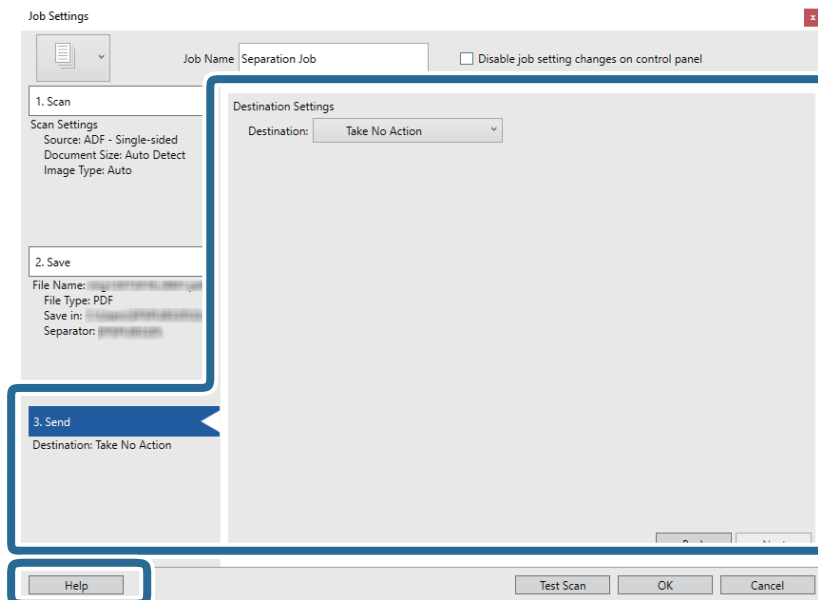 Job Settings
x
Job Name Separation Job
Disable job setting changes on control panel
1. Scan
Scan Settings
Source: ADF - Single-sided
Document Size: Auto Detect
Image Type: Auto
2. Save
File Name:
File Type: PDF
Save in:
Separator:
3. Send
Destination: Take No Action
Destination Settings
Destination: Take No Action
Help
Test Scan
OK
Cancel